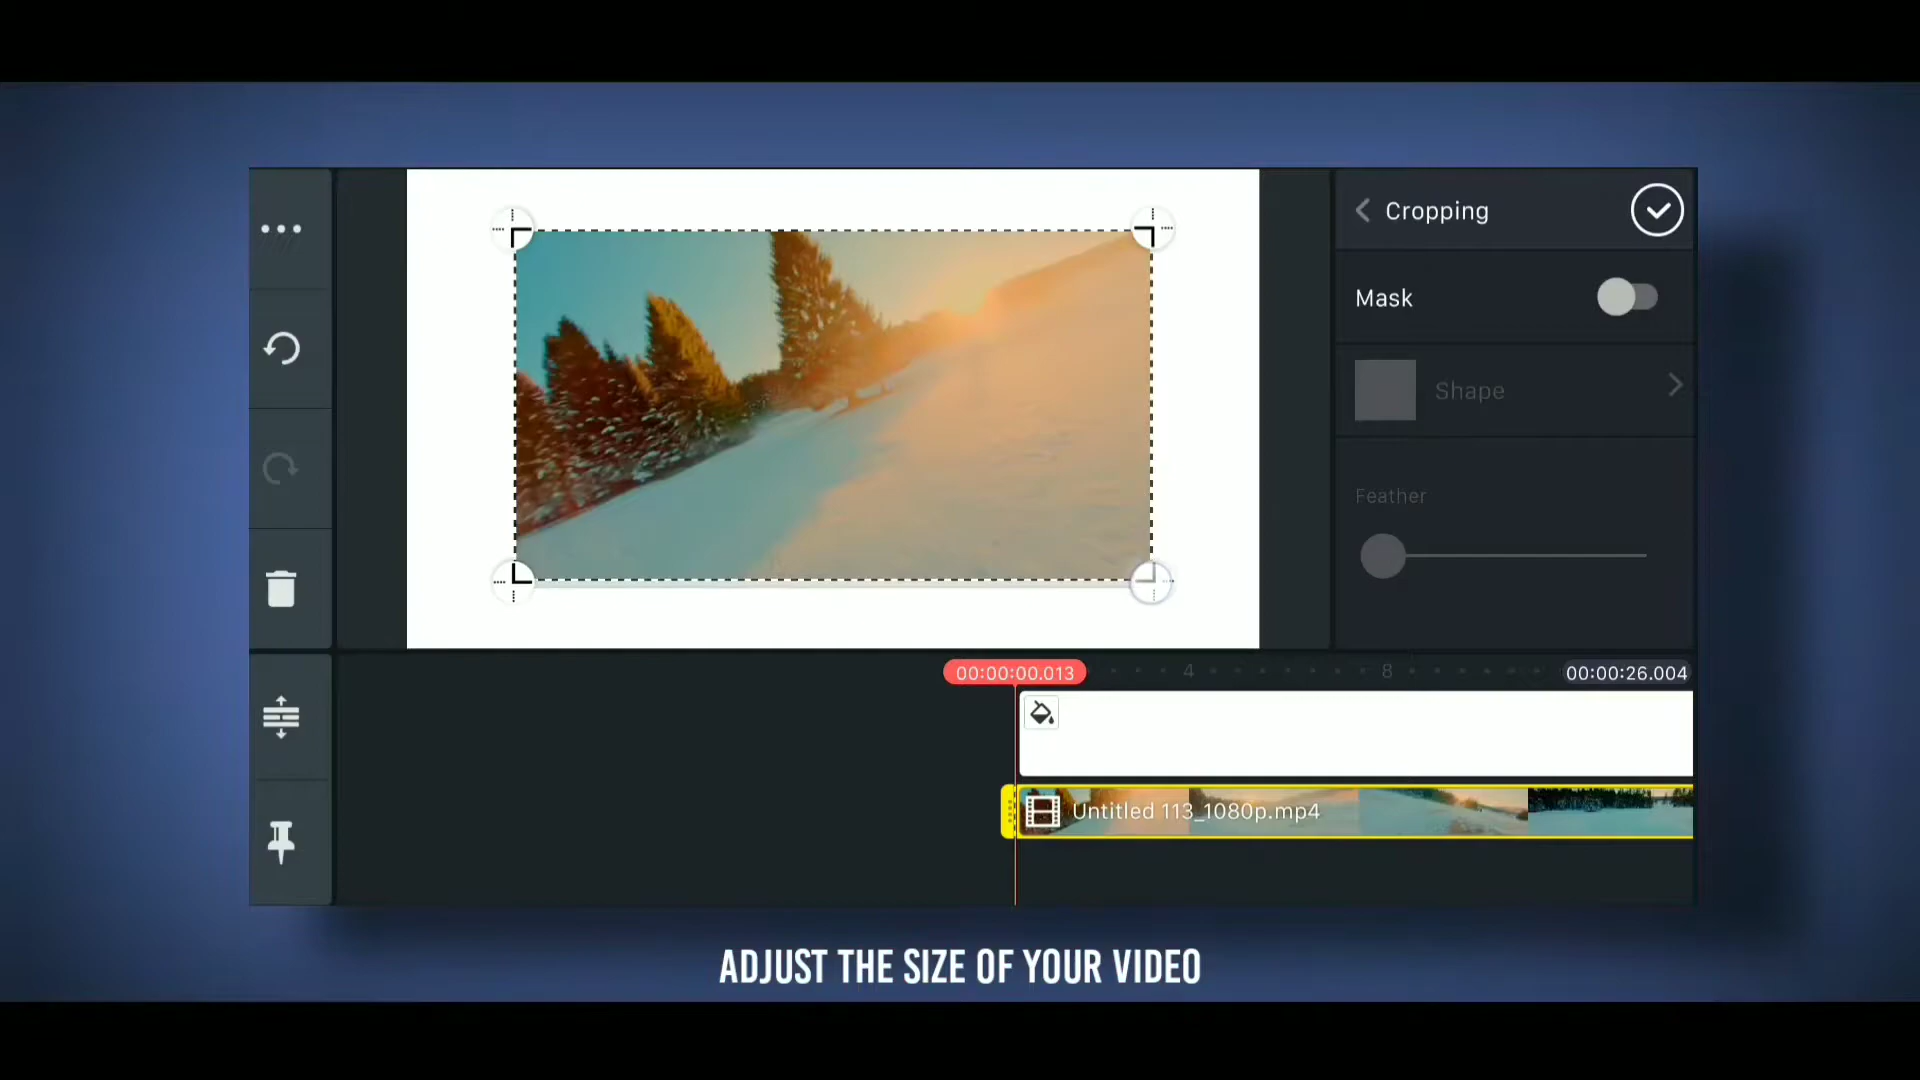 Cropping
Mask
Shape
Feather
00:00:00.013
4
8
00:00:26.004
Untitled 113_1080p.mp4
ADJUST THE SIZE OF YOUR VIDEO